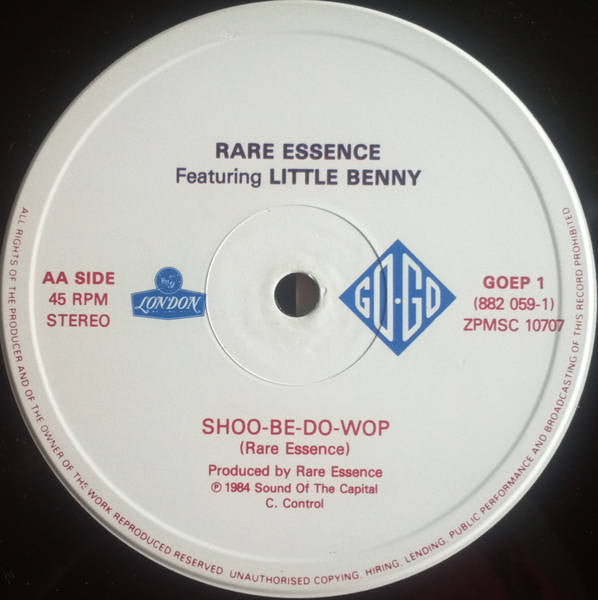 RARE ESSENCE
Featuring LITTLE BENNY
AA SIDE
45 RPM
STEREO
LONDON
GO·GO
GOEP 1
(882 059-1)
ZPMSC 10707
SHOO-BE-DO-WOP
(Rare Essence)
Produced by Rare Essence
℗ 1984 Sound Of The Capital
C. Control
ALL RIGHTS OF THE PRODUCER AND OF THE OWNER OF THE WORK REPRODUCED RESERVED. UNAUTHORISED COPYING, HIRING, LENDING, PUBLIC PERFORMANCE AND BROADCASTING OF THIS RECORD PROHIBITED